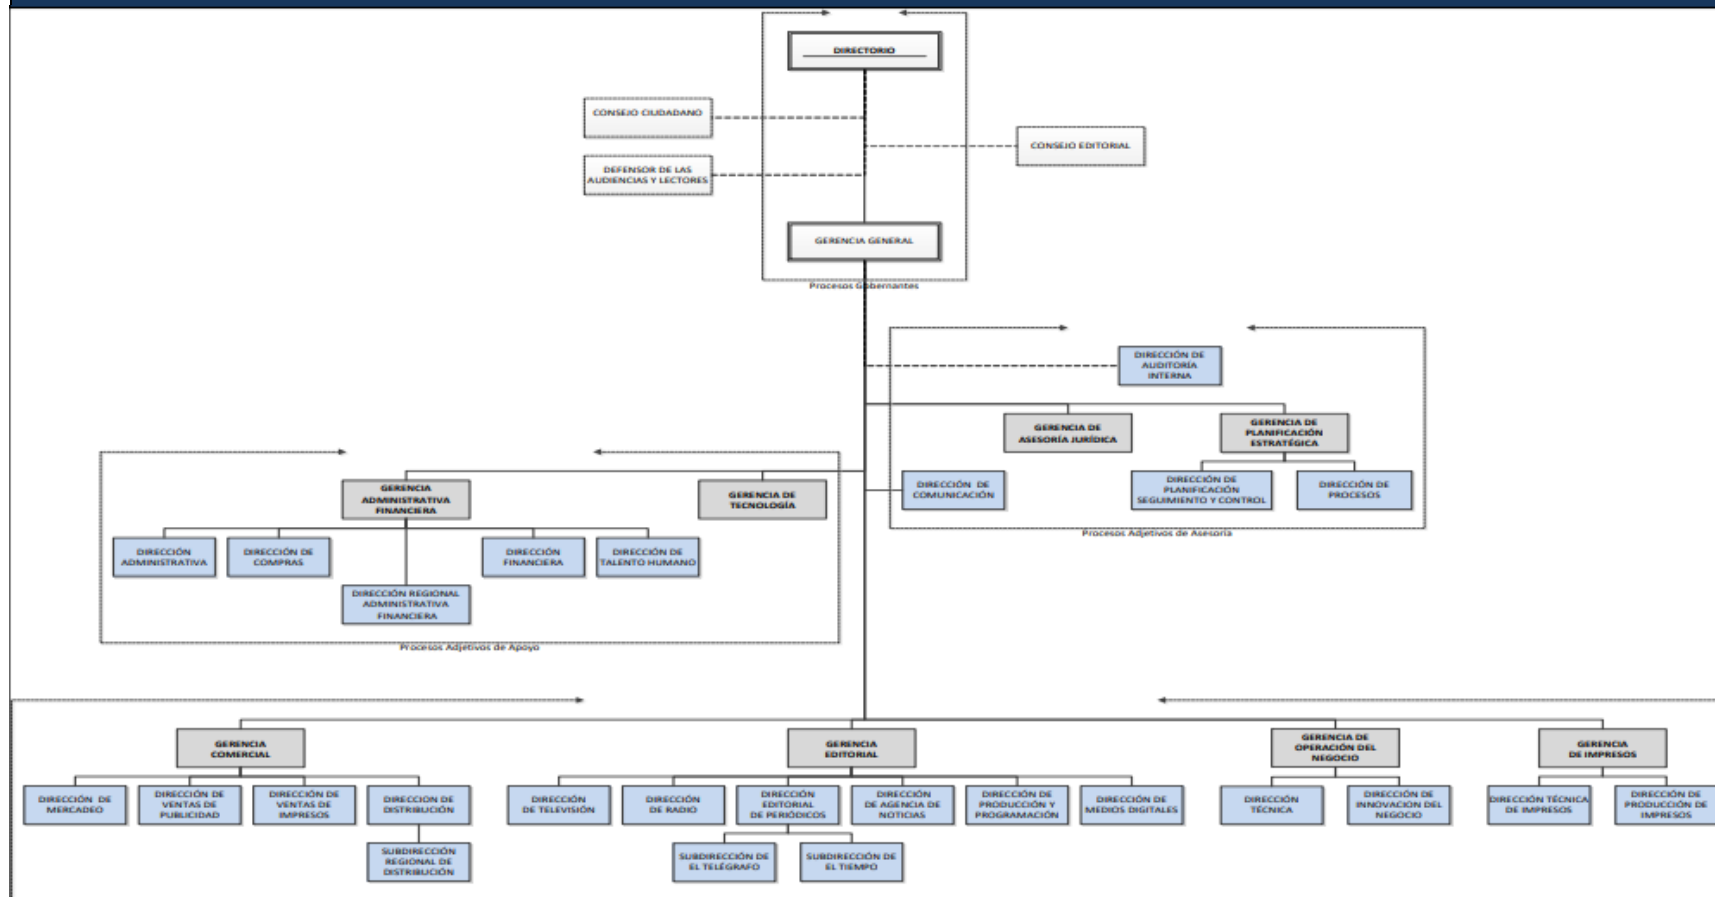 DIRECTORIO
CONSEJO CIUDADANO
CONSEJO EDITORIAL
DEFENSOR DE LAS
AUDIENCIAS Y LECTORES
GERENCIA GENERAL
Procesos Gobernantes
DIRECCIÓN DE
AUDITORÍA
INTERNA
GERENCIA DE
ASESORÍA JURÍDICA
GERENCIA DE
PLANIFICACIÓN
ESTRATÉGICA
DIRECCIÓN DE
COMUNICACIÓN
DIRECCIÓN DE
PLANIFICACIÓN
SEGUIMIENTO Y CONTROL
DIRECCIÓN DE
PROCESOS
Procesos Adjetivos de Asesoría
GERENCIA
ADMINISTRATIVA
FINANCIERA
GERENCIA DE
TECNOLOGÍA
DIRECCIÓN
ADMINISTRATIVA
DIRECCIÓN DE
COMPRAS
DIRECCIÓN
FINANCIERA
DIRECCIÓN DE
TALENTO HUMANO
DIRECCIÓN REGIONAL
ADMINISTRATIVA
FINANCIERA
Procesos Adjetivos de Apoyo
GERENCIA
COMERCIAL
GERENCIA
EDITORIAL
GERENCIA DE
OPERACIÓN DEL
NEGOCIO
GERENCIA
DE IMPRESOS
DIRECCIÓN DE
MERCADEO
DIRECCIÓN DE
VENTAS DE
PUBLICIDAD
DIRECCIÓN DE
VENTAS DE
IMPRESOS
DIRECCION DE
DISTRIBUCIÓN
DIRECCIÓN
DE TELEVISIÓN
DIRECCIÓN
DE RADIO
DIRECCIÓN
EDITORIAL
DE PERIÓDICOS
DIRECCIÓN
DE AGENCIA DE
NOTICIAS
DIRECCIÓN DE
PRODUCCIÓN Y
PROGRAMACIÓN
DIRECCIÓN DE
MEDIOS DIGITALES
DIRECCIÓN
TÉCNICA
DIRECCIÓN DE
INNOVACION DEL
NEGOCIO
DIRECCIÓN TÉCNICA
DE IMPRESOS
DIRECCIÓN DE
PRODUCCIÓN DE
IMPRESOS
SUBDIRECCIÓN
REGIONAL DE
DISTRIBUCIÓN
SUBDIRECCIÓN DE
EL TELÉGRAFO
SUBDIRECCIÓN DE
EL TIEMPO